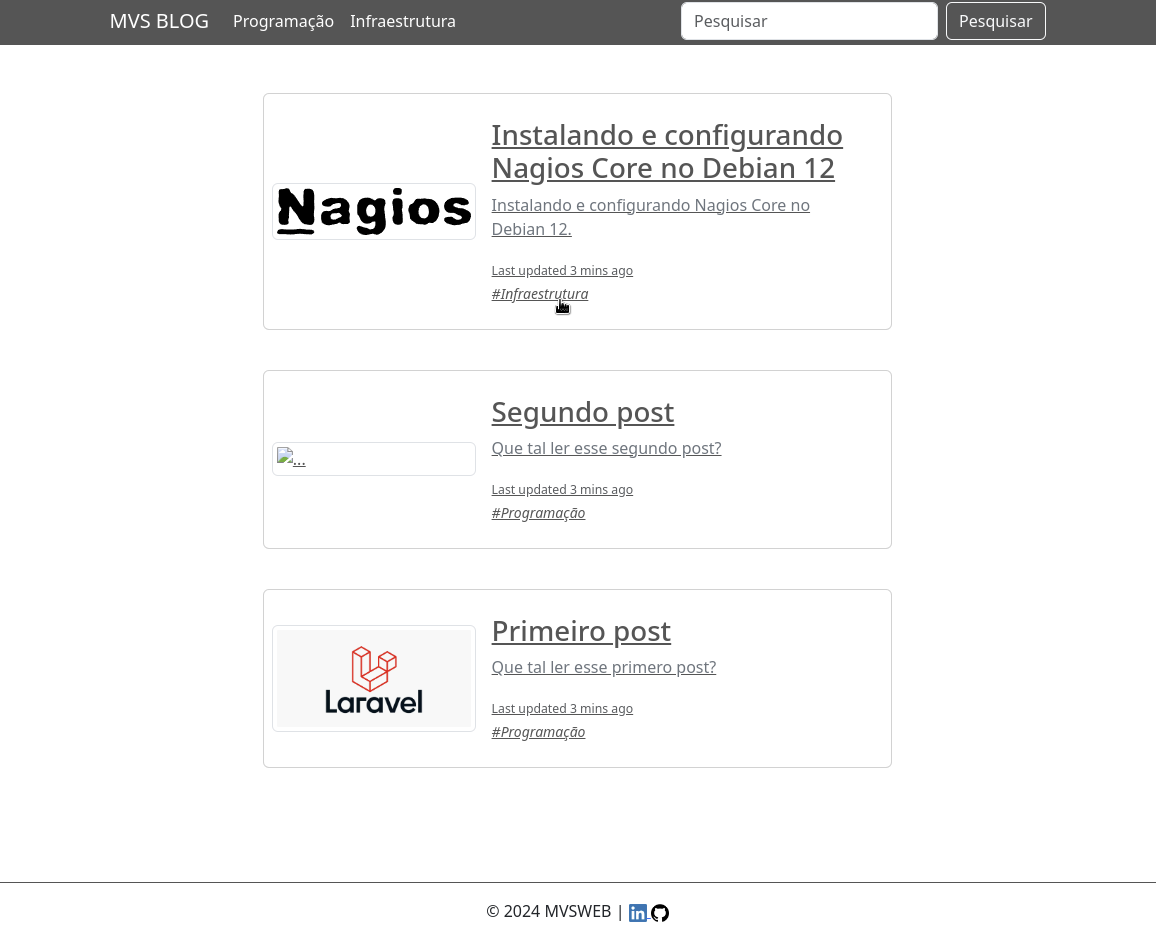 MVS BLOG Programação Infraestrutura Pesquisar Pesquisar
Instalando e configurando
Nagios Core no Debian 12
Nagios
Instalando e configurando Nagios Core no
Debian 12.
Last updated 3 mins ago
#Infraestrutura
Segundo post
...
Que tal ler esse segundo post?
Last updated 3 mins ago
#Programação
Primeiro post
Laravel
Que tal ler esse primero post?
Last updated 3 mins ago
#Programação
© 2024 MVSWEB | in